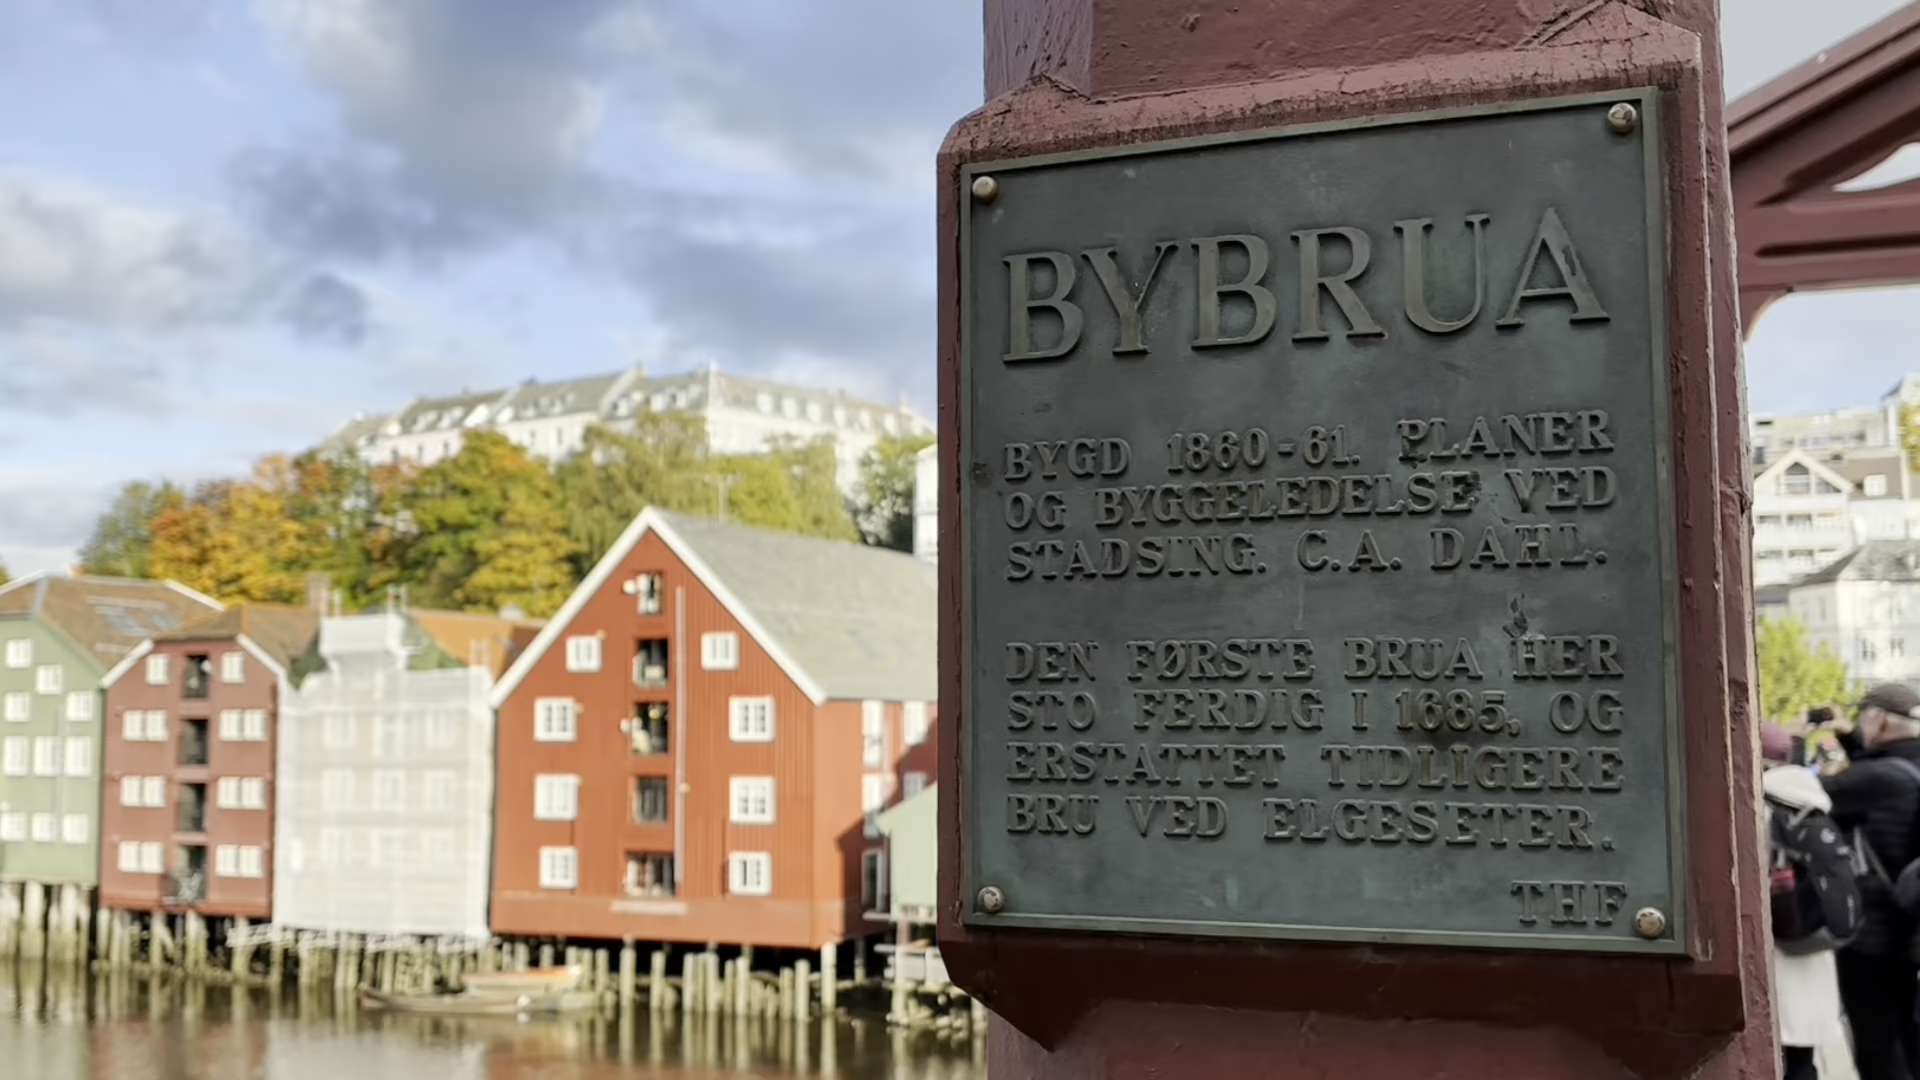 BYBRUA
BYGD 1860-61. PLANER
OG BYGGELEDELSE VED
STADSING. C.A. DAHL.
DEN FØRSTE BRUA HER
STO FERDIG I 1685, OG
ERSTATTET TIDLIGERE
BRU VED ELGESETER.
THF